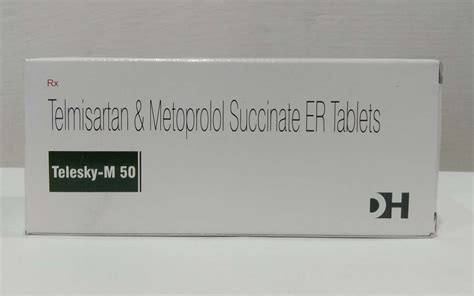 Rx
Telmisartan & Metoprolol Succinate ER Tablets
Telesky-M 50
DH